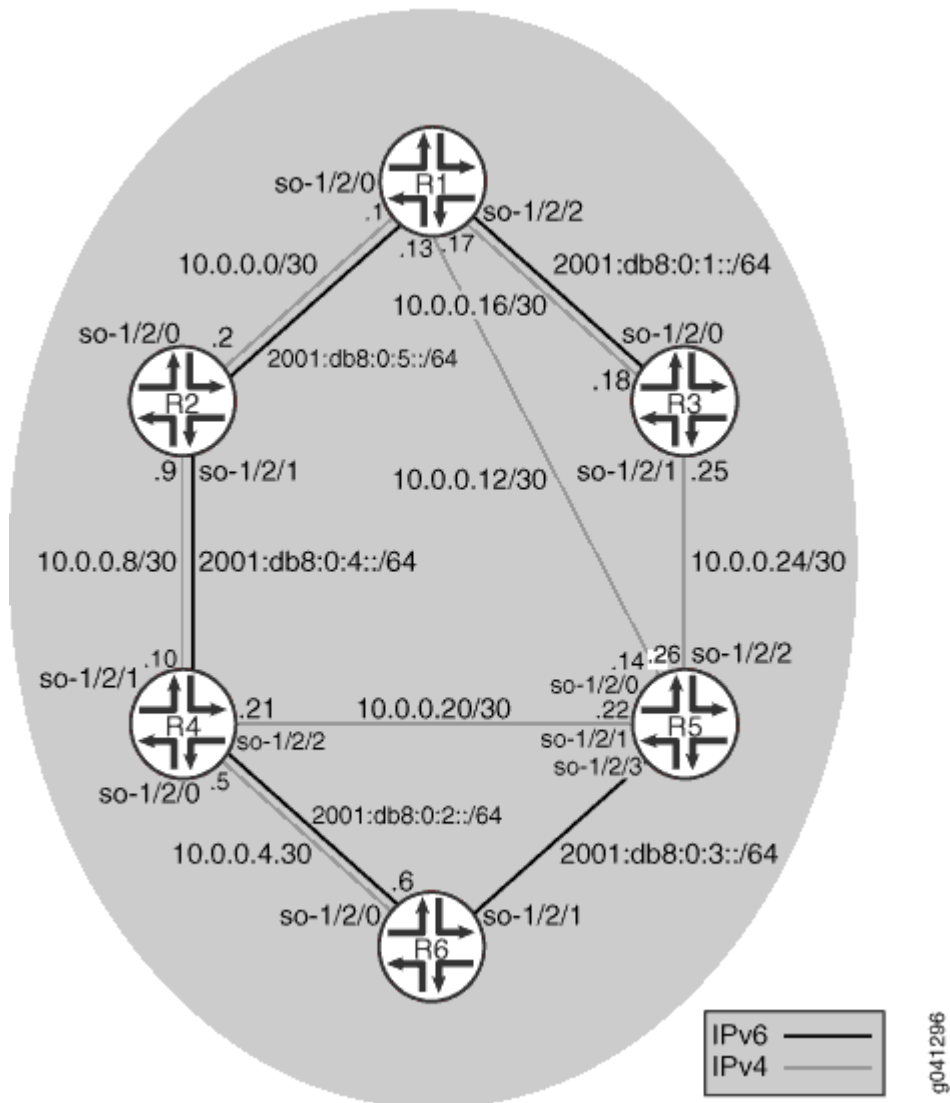 R1
so-1/2/0
.1
so-1/2/2
.13
.17
10.0.0.0/30
2001:db8:0:1::/64
10.0.0.16/30
so-1/2/0
.2
so-1/2/0
2001:db8:0:5::/64
R2
.18
R3
.9
so-1/2/1
10.0.0.12/30
so-1/2/1
.25
10.0.0.8/30
2001:db8:0:4::/64
10.0.0.24/30
.10
so-1/2/1
.14
.26
so-1/2/2
so-1/2/0
R4
.21
10.0.0.20/30
.22
R5
so-1/2/2
so-1/2/1
so-1/2/3
so-1/2/0
.5
2001:db8:0:2::/64
10.0.0.4.30
2001:db8:0:3::/64
.6
so-1/2/0
so-1/2/1
R6
IPv6
IPv4
g041296